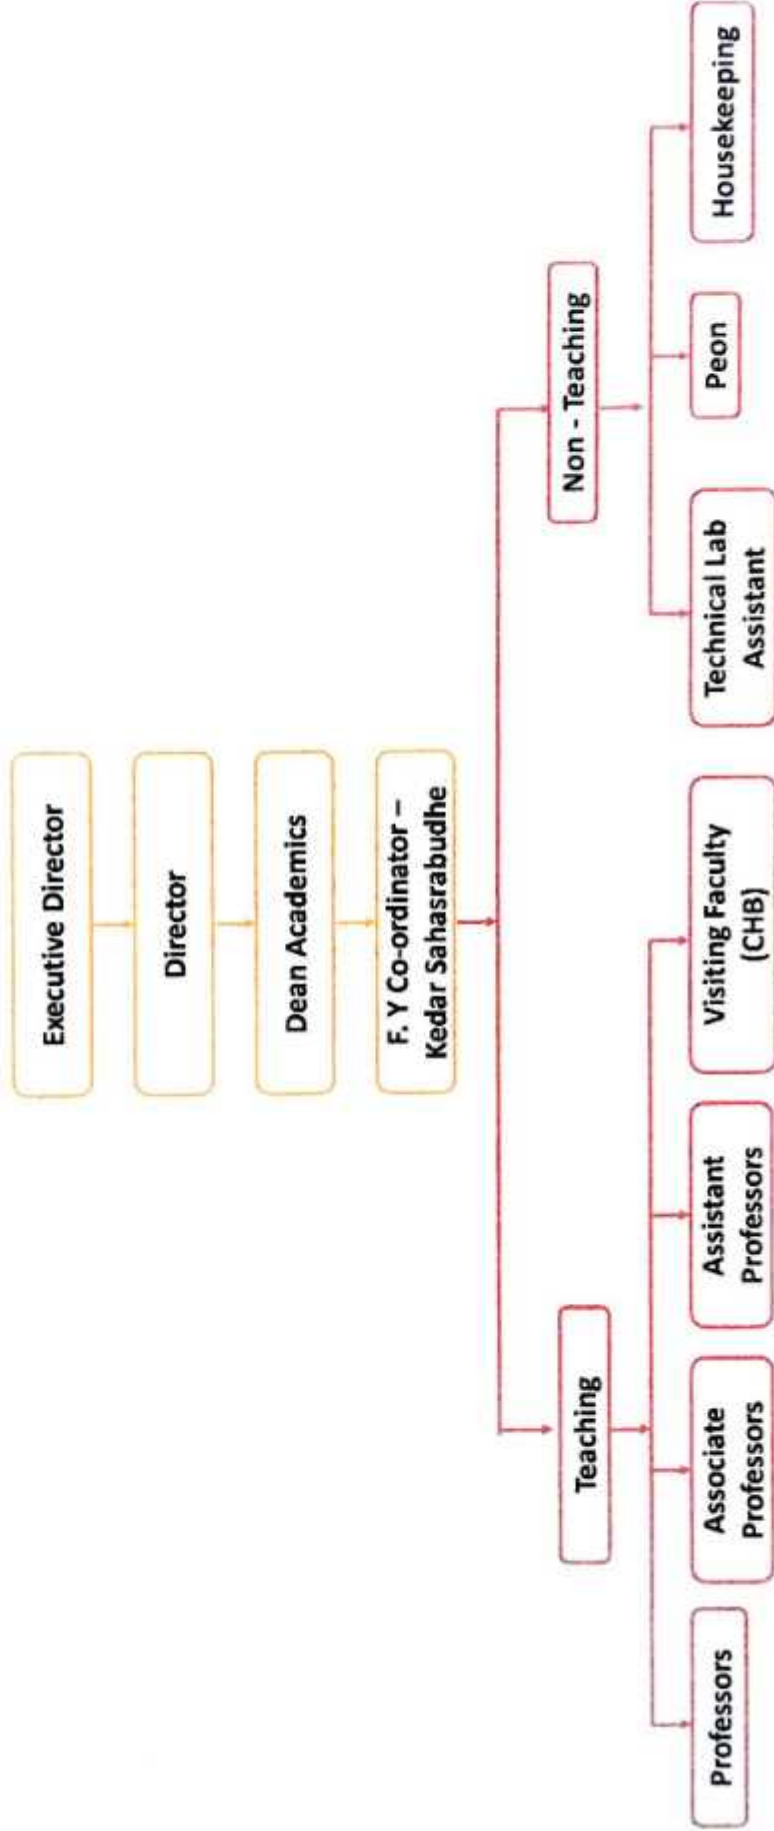 Executive Director
Director
Dean Academics
F. Y Co-ordinator –
Kedar Sahasrabudhe
Teaching
Non - Teaching
Professors
Associate
Professors
Assistant
Professors
Visiting Faculty
(CHB)
Technical Lab
Assistant
Peon
Housekeeping